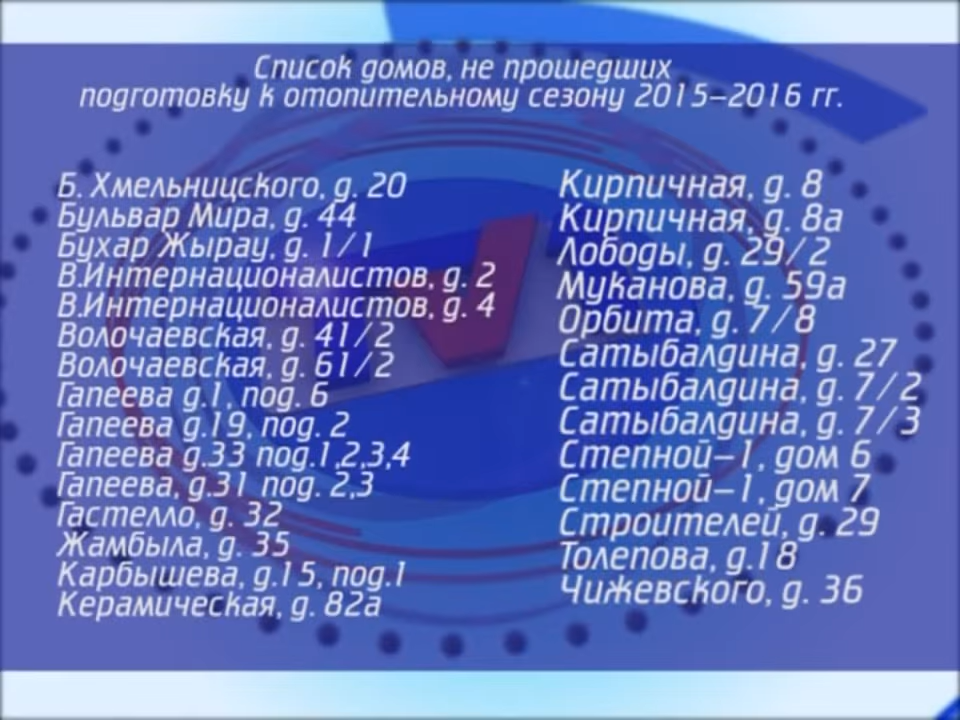 Список домов, не прошедших
подготовку к отопительному сезону 2015–2016 гг.
Б. Хмельницского, д. 20
Бульвар Мира, д. 44
Бухар Жырау, д. 1/1
В.Интернационалистов, д. 2
В.Интернационалистов, д. 4
Волочаевская, д. 41/2
Волочаевская, д. 61/2
Гапеева д.1, под. 6
Гапеева д.19, под. 2
Гапеева д.33 под.1,2,3,4
Гапеева, д.31 под. 2,3
Гастелло, д. 32
Жамбыла, д. 35
Карбышева, д.15, под.1
Керамическая, д. 82а
Кирпичная, д. 8
Кирпичная, д. 8а
Лободы, д. 29/2
Муканова, д. 59а
Орбита, д. 7/8
Сатыбалдина, д. 27
Сатыбалдина, д. 7/2
Сатыбалдина, д. 7/3
Степной–1, дом 6
Степной–1, дом 7
Строителей, д. 29
Толепова, д.18
Чижевского, д. 36